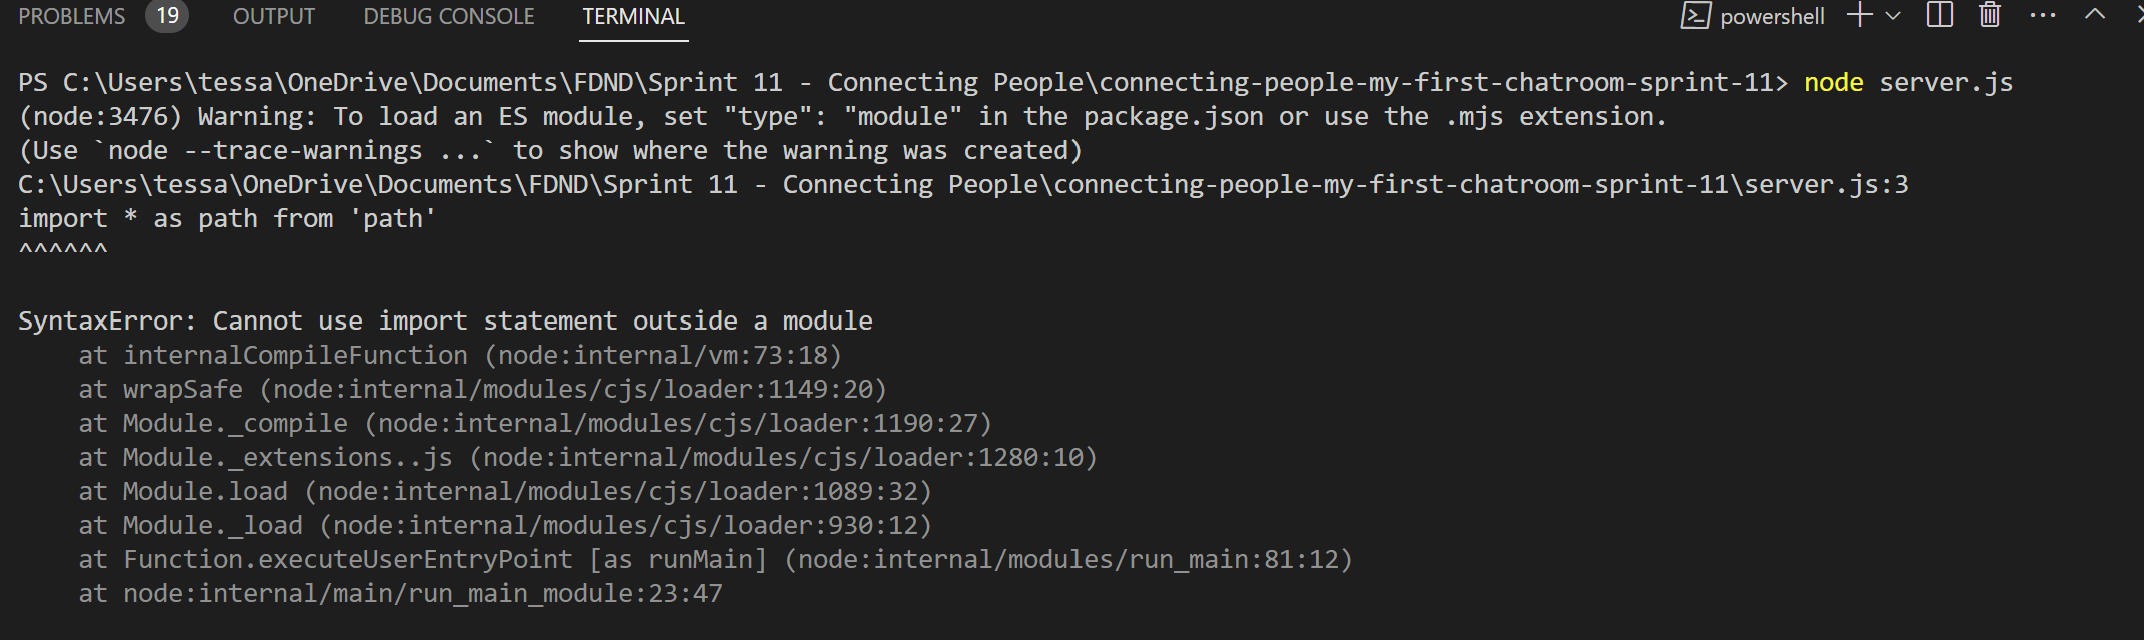 PROBLEMS 19 OUTPUT DEBUG CONSOLE TERMINAL powershell
PS C:\Users\tessa\OneDrive\Documents\FDND\Sprint 11 - Connecting People\connecting-people-my-first-chatroom-sprint-11> node server.js
(node:3476) Warning: To load an ES module, set "type": "module" in the package.json or use the .mjs extension.
(Use `node --trace-warnings ...` to show where the warning was created)
C:\Users\tessa\OneDrive\Documents\FDND\Sprint 11 - Connecting People\connecting-people-my-first-chatroom-sprint-11\server.js:3
import * as path from 'path'
^^^^^^
SyntaxError: Cannot use import statement outside a module
    at internalCompileFunction (node:internal/vm:73:18)
    at wrapSafe (node:internal/modules/cjs/loader:1149:20)
    at Module._compile (node:internal/modules/cjs/loader:1190:27)
    at Module._extensions..js (node:internal/modules/cjs/loader:1280:10)
    at Module.load (node:internal/modules/cjs/loader:1089:32)
    at Module._load (node:internal/modules/cjs/loader:930:12)
    at Function.executeUserEntryPoint [as runMain] (node:internal/modules/run_main:81:12)
    at node:internal/main/run_main_module:23:47